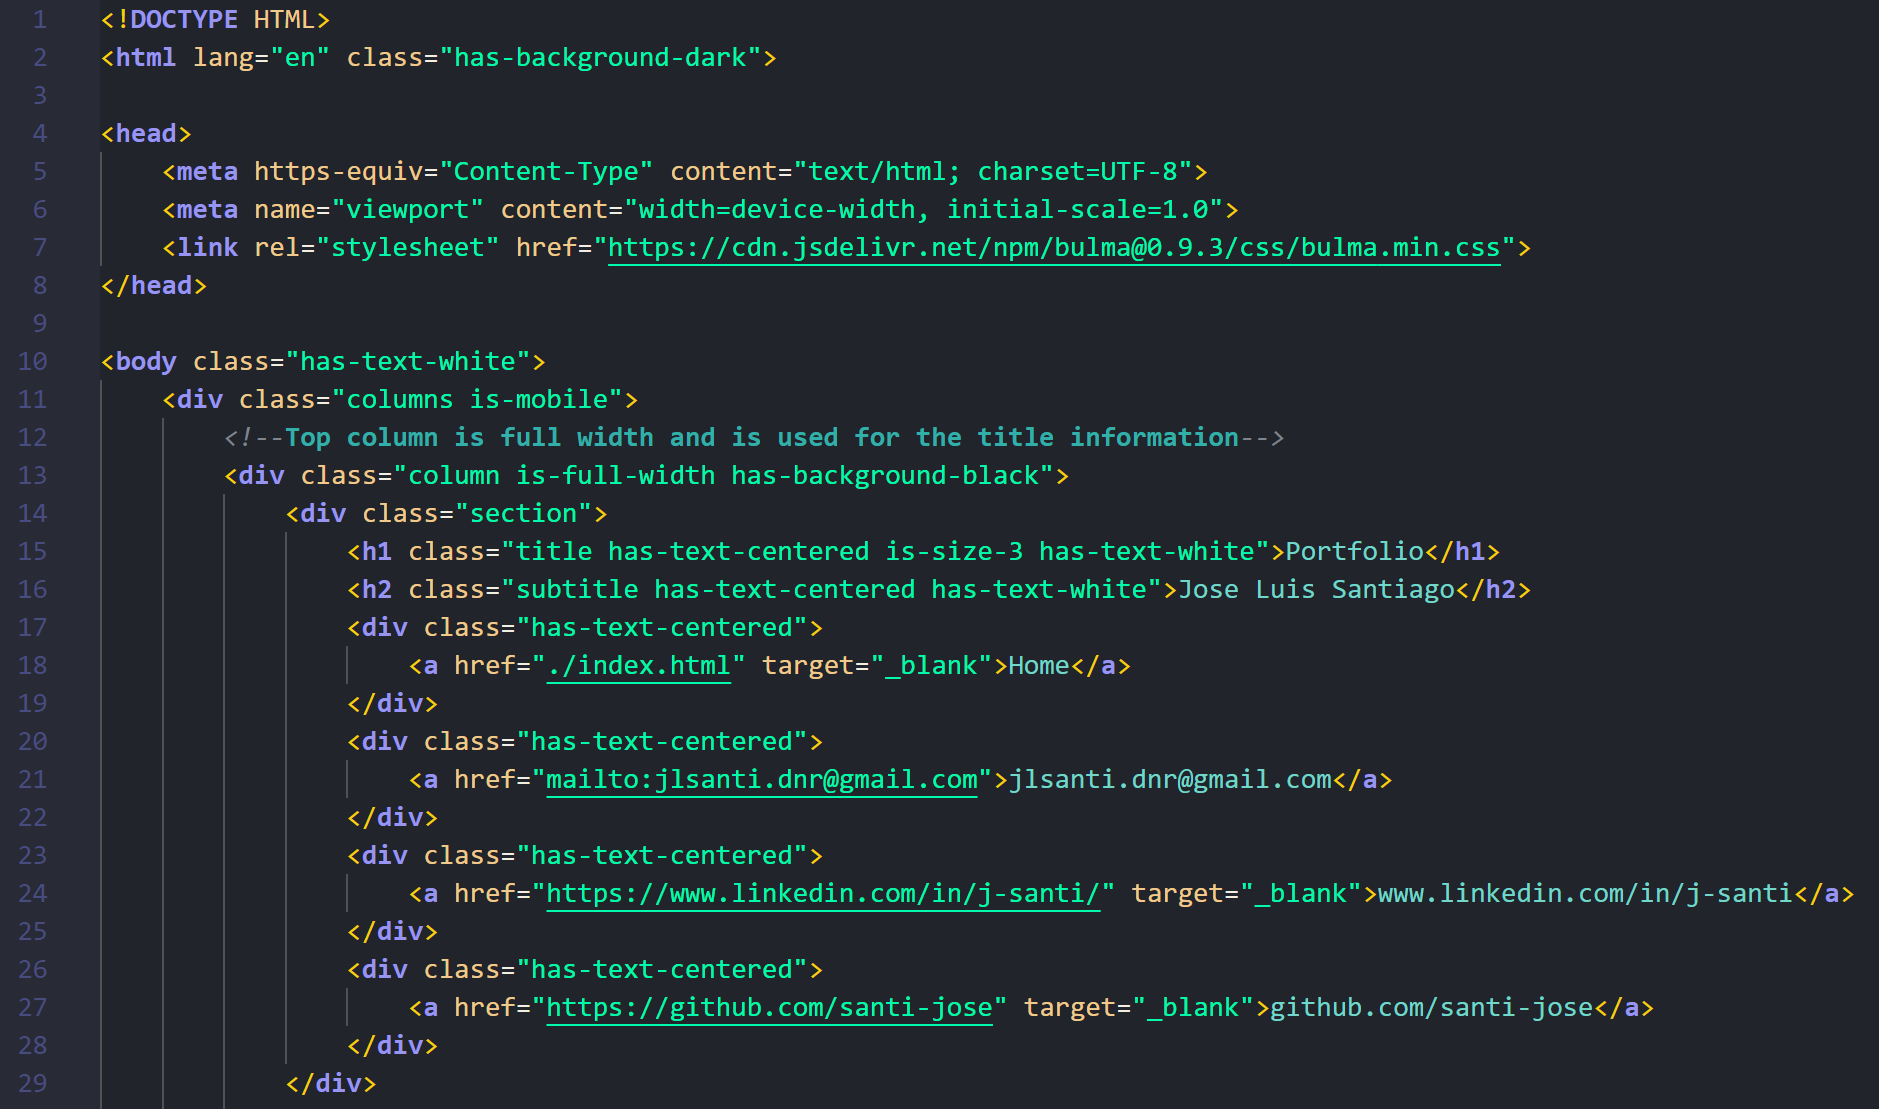 1 <!DOCTYPE HTML>
2 <html lang="en" class="has-background-dark">
3
4 <head>
5     <meta https-equiv="Content-Type" content="text/html; charset=UTF-8">
6     <meta name="viewport" content="width=device-width, initial-scale=1.0">
7     <link rel="stylesheet" href="https://cdn.jsdelivr.net/npm/bulma@0.9.3/css/bulma.min.css">
8 </head>
9
10 <body class="has-text-white">
11     <div class="columns is-mobile">
12         <!--Top column is full width and is used for the title information-->
13         <div class="column is-full-width has-background-black">
14             <div class="section">
15                 <h1 class="title has-text-centered is-size-3 has-text-white">Portfolio</h1>
16                 <h2 class="subtitle has-text-centered has-text-white">Jose Luis Santiago</h2>
17                 <div class="has-text-centered">
18                     <a href="./index.html" target="_blank">Home</a>
19                 </div>
20                 <div class="has-text-centered">
21                     <a href="mailto:jlsanti.dnr@gmail.com">jlsanti.dnr@gmail.com</a>
22                 </div>
23                 <div class="has-text-centered">
24                     <a href="https://www.linkedin.com/in/j-santi/" target="_blank">www.linkedin.com/in/j-santi</a>
25                 </div>
26                 <div class="has-text-centered">
27                     <a href="https://github.com/santi-jose" target="_blank">github.com/santi-jose</a>
28                 </div>
29             </div>